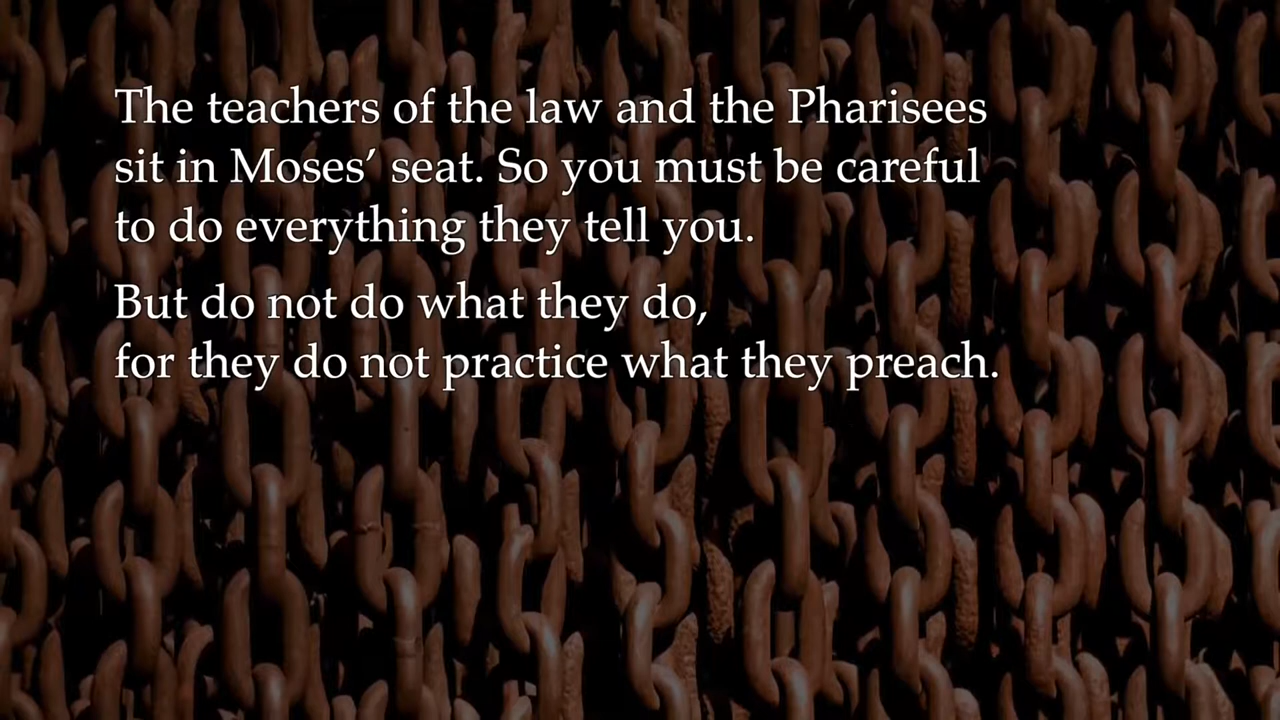 The teachers of the law and the Pharisees
sit in Moses’ seat. So you must be careful
to do everything they tell you.
But do not do what they do,
for they do not practice what they preach.